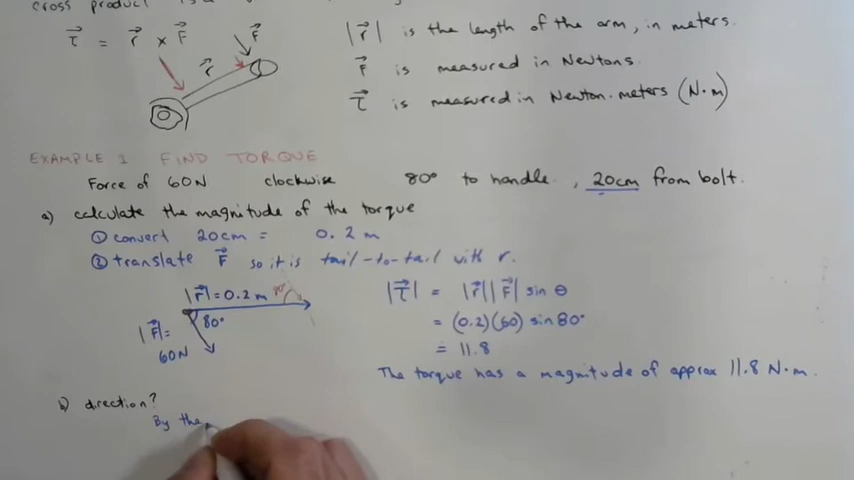 cross product is a
τ = r × F
r
F
|r| is the length of the arm, in meters.
F is measured in Newtons.
τ is measured in Newton·meters (N·m)
EXAMPLE 1 FIND TORQUE
Force of 60N clockwise 80° to handle, 20cm from bolt.
a) calculate the magnitude of the torque
① convert 20cm = 0.2 m
② translate F so it is tail-to-tail with r.
|r| = 0.2 m 80°
80°
|F| =
60N
|τ| = |r||F| sin θ
= (0.2)(60) sin 80°
= 11.8
The torque has a magnitude of approx 11.8 N·m.
b) direction?
By the